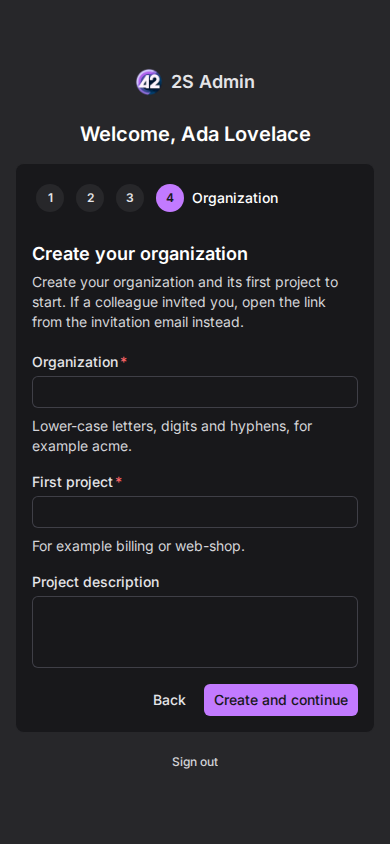 42 2S Admin
Welcome, Ada Lovelace
1 2 3 4 Organization
Create your organization
Create your organization and its first project to
start. If a colleague invited you, open the link
from the invitation email instead.
Organization*
Lower-case letters, digits and hyphens, for
example acme.
First project*
For example billing or web-shop.
Project description
Back Create and continue
Sign out